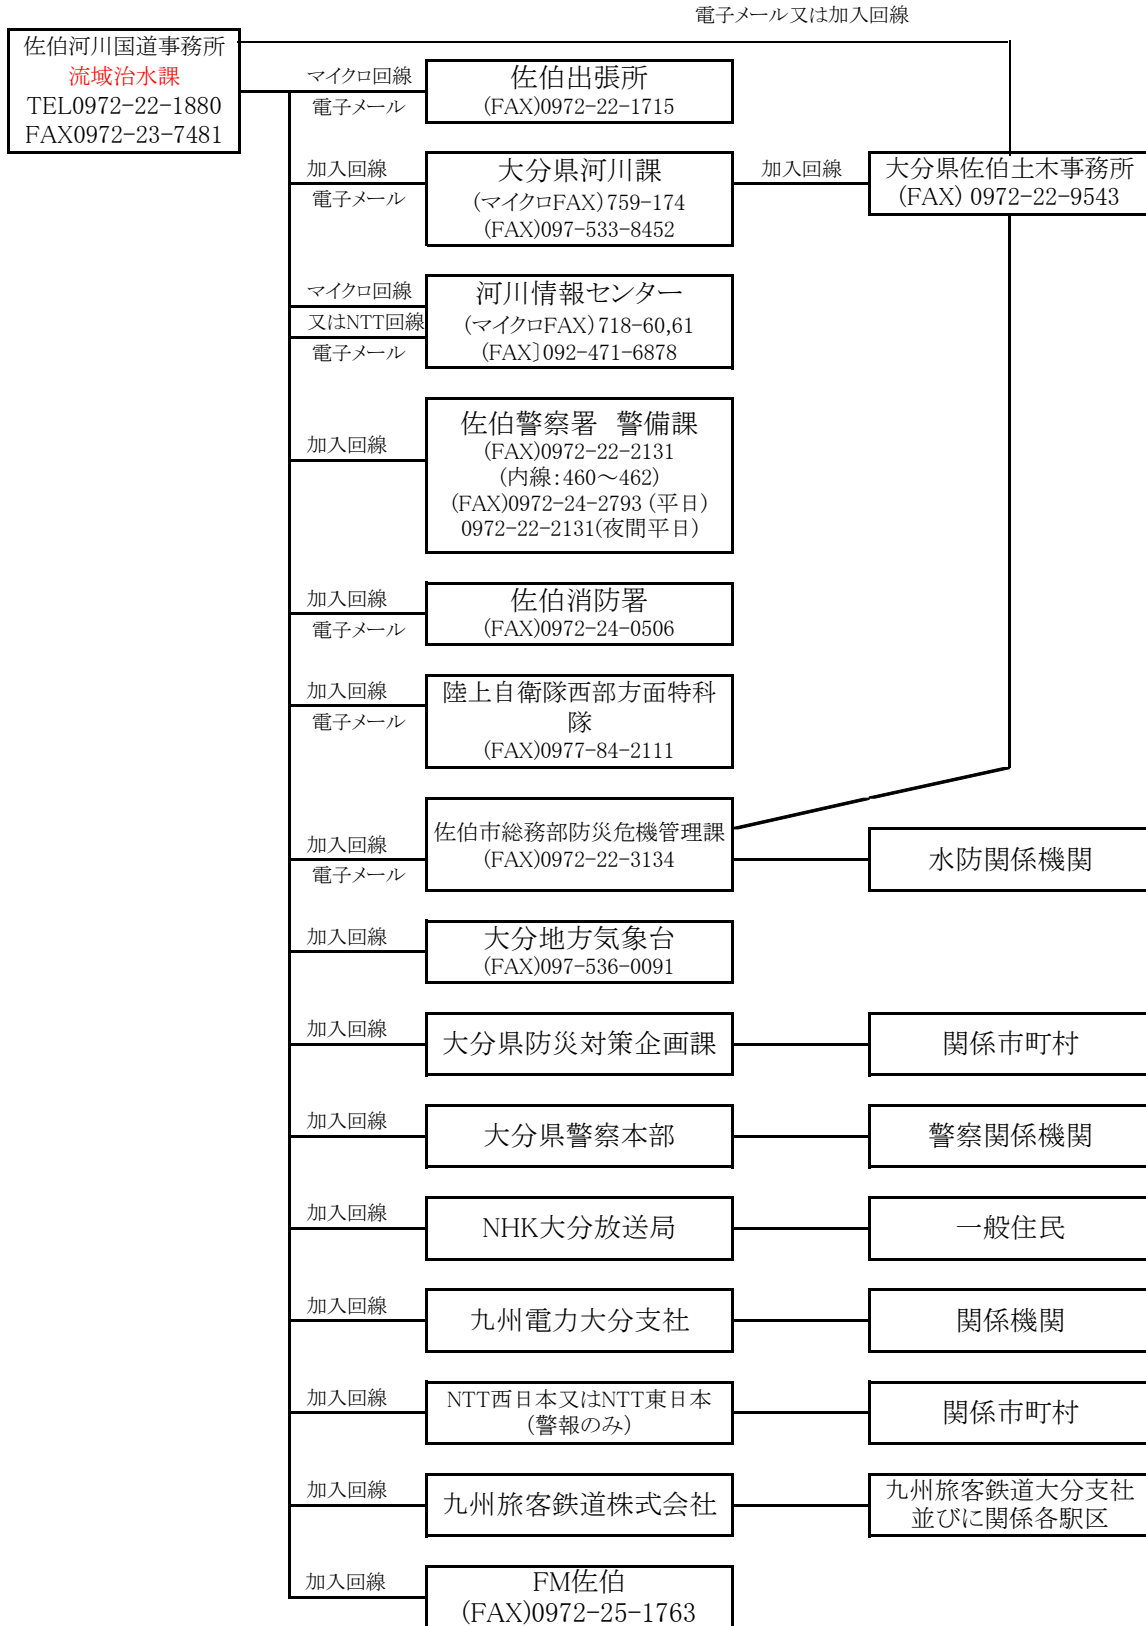 電子メール又は加入回線
佐伯河川国道事務所
流域治水課
TEL0972-22-1880
FAX0972-23-7481
マイクロ回線
電子メール
佐伯出張所
(FAX)0972-22-1715
加入回線
電子メール
大分県河川課
(マイクロFAX)759-174
(FAX)097-533-8452
加入回線
大分県佐伯土木事務所
(FAX) 0972-22-9543
マイクロ回線
又はNTT回線
電子メール
河川情報センター
(マイクロFAX)718-60,61
(FAX〕092-471-6878
加入回線
佐伯警察署 警備課
(FAX)0972-22-2131
(内線:460~462)
(FAX)0972-24-2793 (平日)
0972-22-2131(夜間平日)
加入回線
電子メール
佐伯消防署
(FAX)0972-24-0506
加入回線
電子メール
陸上自衛隊西部方面特科
隊
(FAX)0977-84-2111
加入回線
電子メール
佐伯市総務部防災危機管理課
(FAX)0972-22-3134
水防関係機関
加入回線
大分地方気象台
(FAX)097-536-0091
加入回線
大分県防災対策企画課
関係市町村
加入回線
大分県警察本部
警察関係機関
加入回線
NHK大分放送局
一般住民
加入回線
九州電力大分支社
関係機関
加入回線
NTT西日本又はNTT東日本
(警報のみ)
関係市町村
加入回線
九州旅客鉄道株式会社
九州旅客鉄道大分支社
並びに関係各駅区
加入回線
FM佐伯
(FAX)0972-25-1763